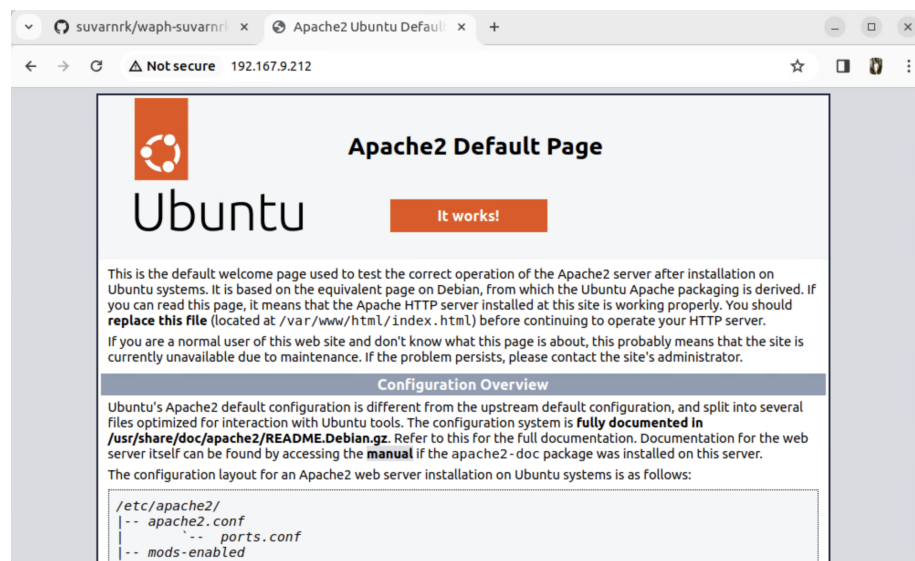 suvarnrk/waph-suvarnrk
Apache2 Ubuntu Default
Not secure 192.167.9.212
Apache2 Default Page
Ubuntu
It works!
This is the default welcome page used to test the correct operation of the Apache2 server after installation on
Ubuntu systems. It is based on the equivalent page on Debian, from which the Ubuntu Apache packaging is derived. If
you can read this page, it means that the Apache HTTP server installed at this site is working properly. You should
replace this file (located at /var/www/html/index.html) before continuing to operate your HTTP server.
If you are a normal user of this web site and don't know what this page is about, this probably means that the site is
currently unavailable due to maintenance. If the problem persists, please contact the site's administrator.
Configuration Overview
Ubuntu's Apache2 default configuration is different from the upstream default configuration, and split into several
files optimized for interaction with Ubuntu tools. The configuration system is fully documented in
/usr/share/doc/apache2/README.Debian.gz. Refer to this for the full documentation. Documentation for the web
server itself can be found by accessing the manual if the apache2-doc package was installed on this server.
The configuration layout for an Apache2 web server installation on Ubuntu systems is as follows:
/etc/apache2/
|-- apache2.conf
|       `--  ports.conf
|-- mods-enabled